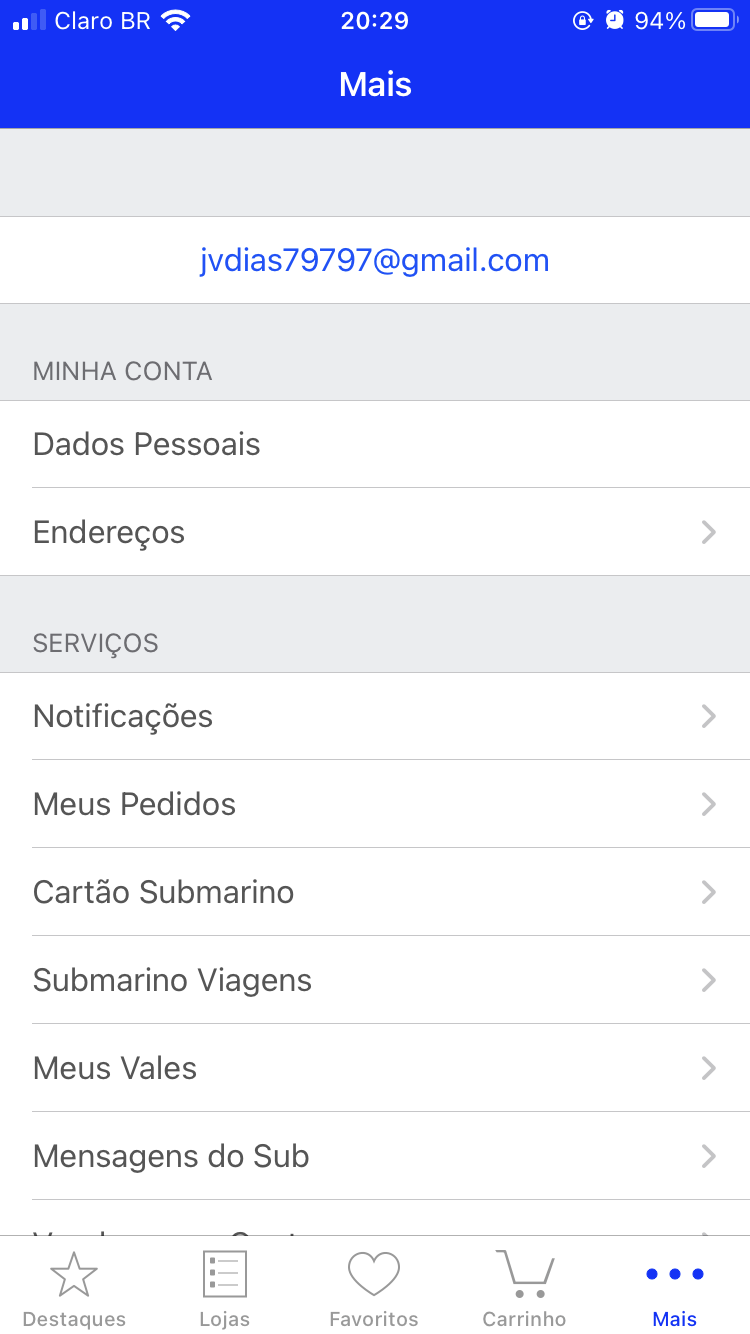 Claro BR 20:29 94%
Mais
jvdias79797@gmail.com
MINHA CONTA
Dados Pessoais
Endereços
SERVIÇOS
Notificações
Meus Pedidos
Cartão Submarino
Submarino Viagens
Meus Vales
Mensagens do Sub
Destaques Lojas Favoritos Carrinho Mais